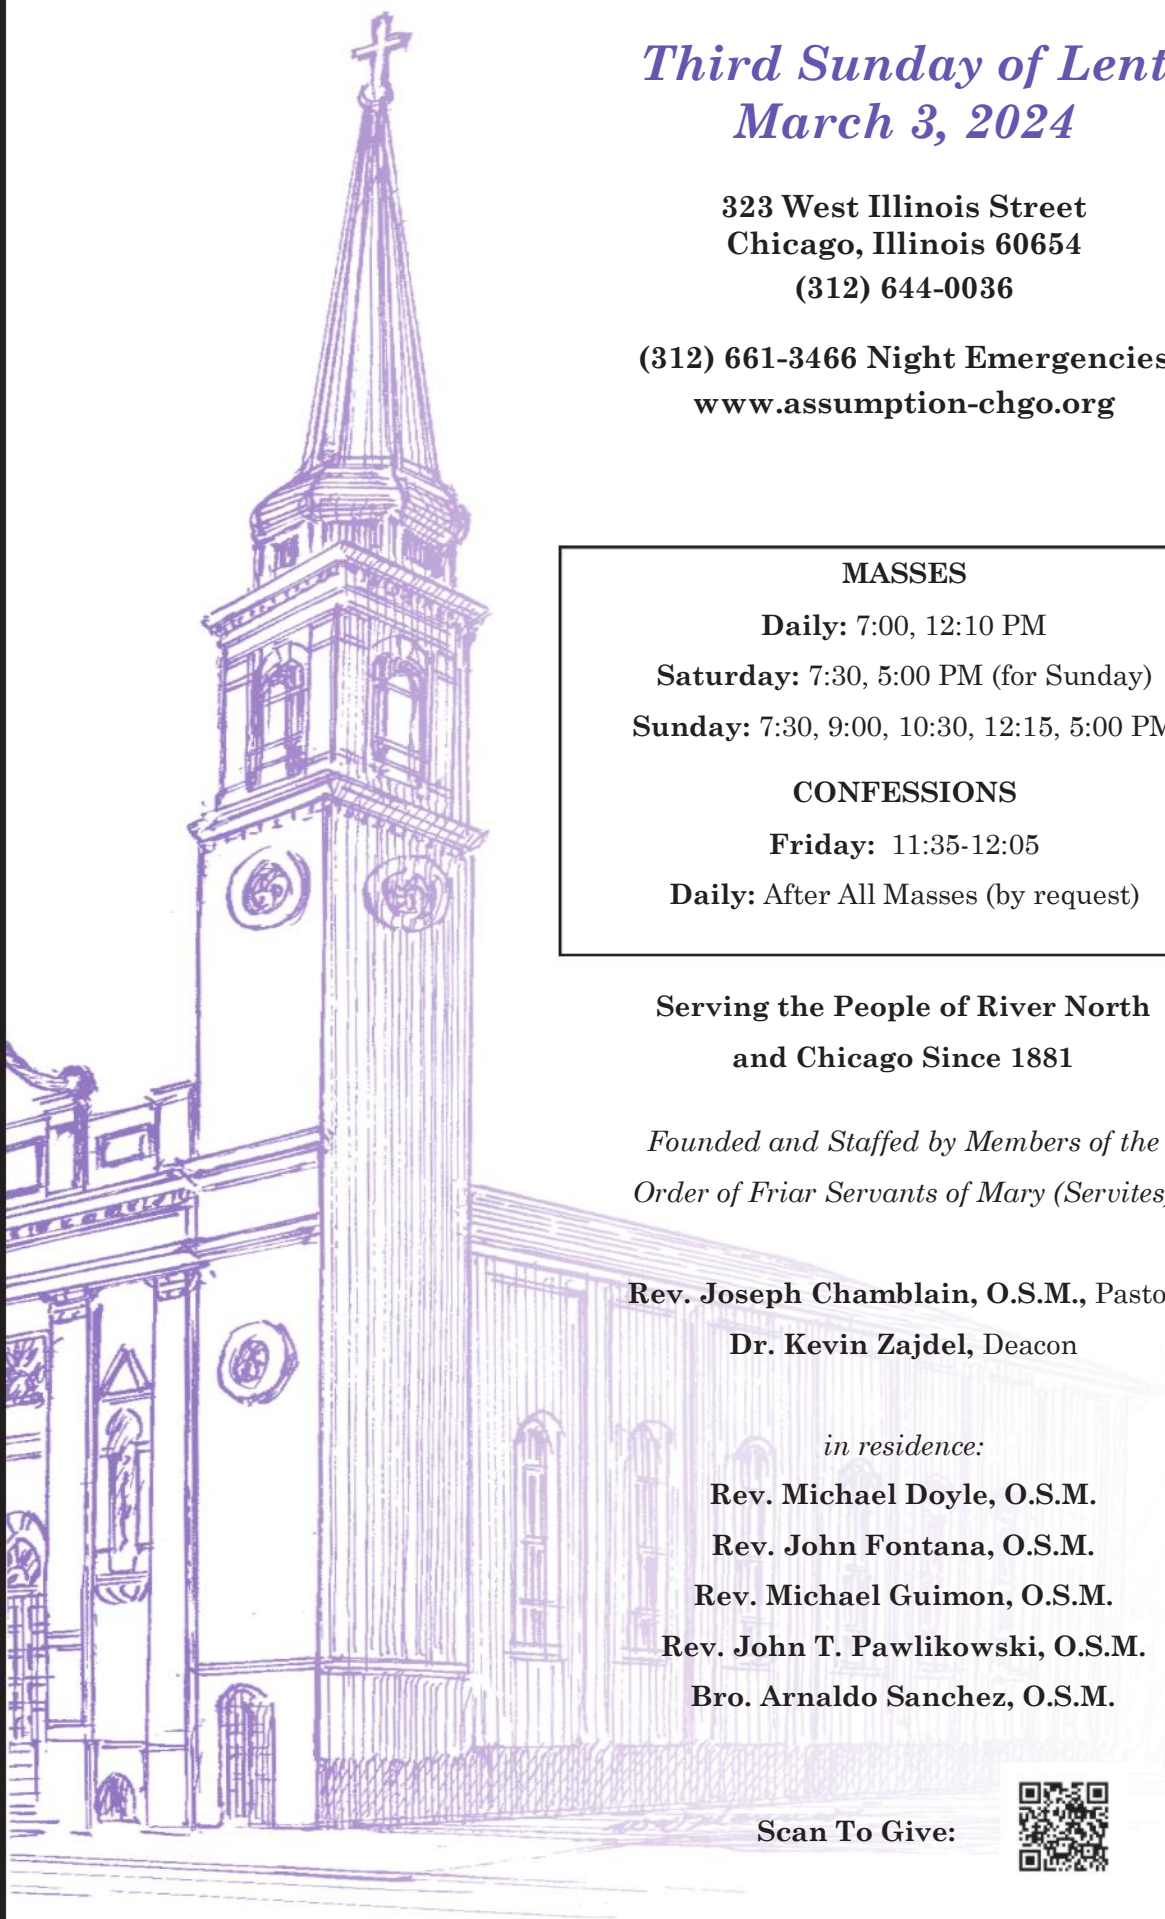 Third Sunday of Lent
March 3, 2024
323 West Illinois Street
Chicago, Illinois 60654
(312) 644-0036
(312) 661-3466 Night Emergencies
www.assumption-chgo.org
MASSES
Daily: 7:00, 12:10 PM
Saturday: 7:30, 5:00 PM (for Sunday)
Sunday: 7:30, 9:00, 10:30, 12:15, 5:00 PM
CONFESSIONS
Friday: 11:35-12:05
Daily: After All Masses (by request)
Serving the People of River North
and Chicago Since 1881
Founded and Staffed by Members of the
Order of Friar Servants of Mary (Servites)
Rev. Joseph Chamblain, O.S.M., Pasto
Dr. Kevin Zajdel, Deacon
in residence:
Rev. Michael Doyle, O.S.M.
Rev. John Fontana, O.S.M.
Rev. Michael Guimon, O.S.M.
Rev. John T. Pawlikowski, O.S.M.
Bro. Arnaldo Sanchez, O.S.M.
Scan To Give: